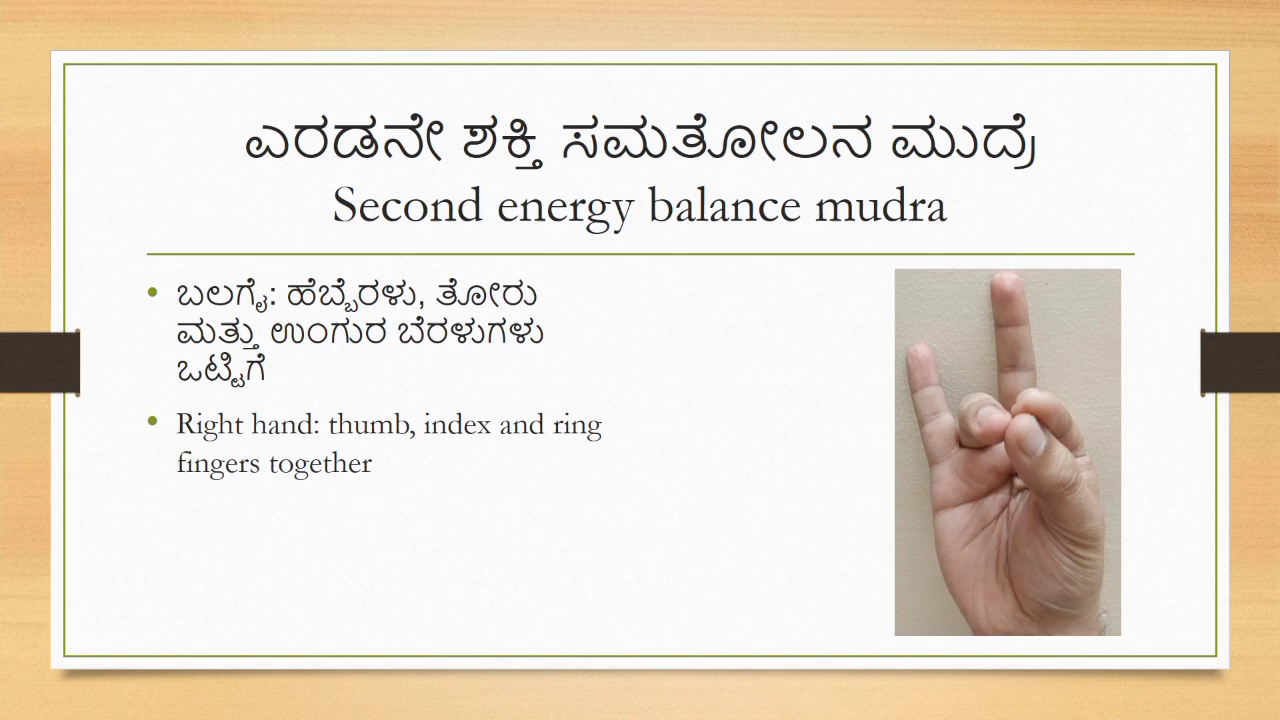 ಎರಡನೇ ಶಕ್ತಿ ಸಮತೋಲನ ಮುದ್ರೆ
Second energy balance mudra
• ಬಲಗೈ: ಹೆಬ್ಬೆರಳು, ತೋರು
ಮತ್ತು ಉಂಗುರ ಬೆರಳುಗಳು
ಒಟ್ಟಿಗೆ
• Right hand: thumb, index and ring
fingers together